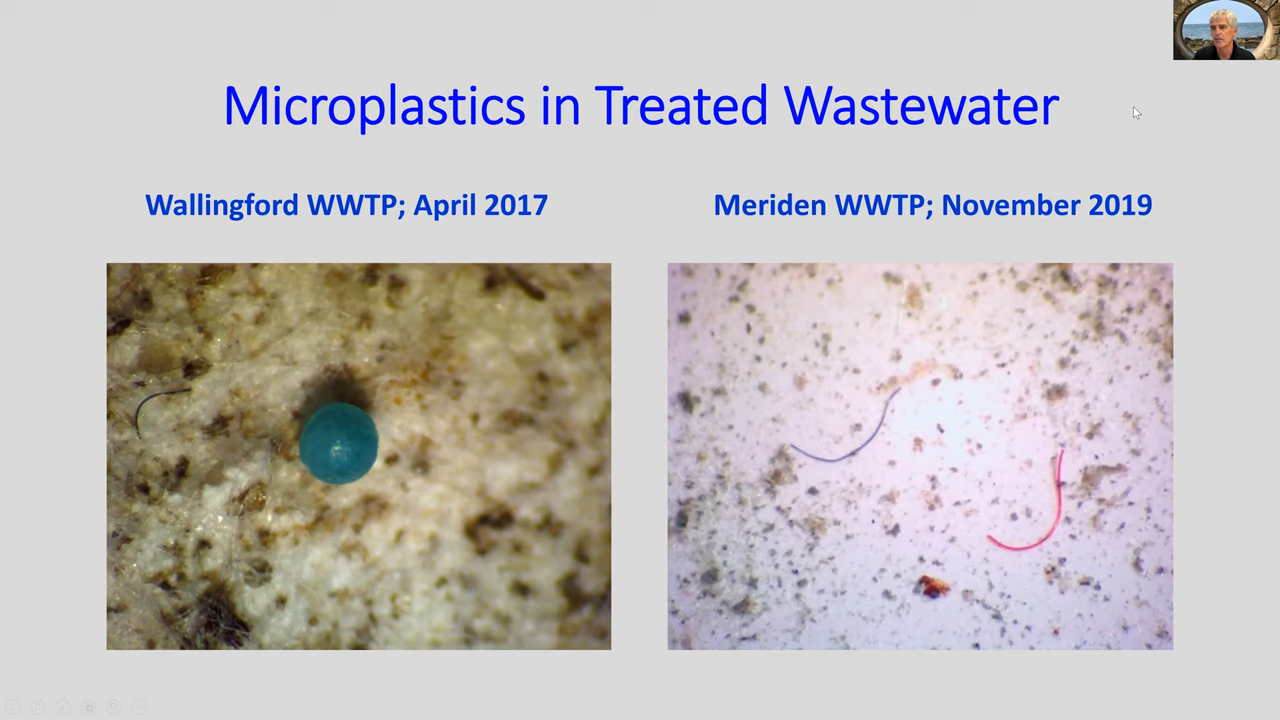 Microplastics in Treated Wastewater
Wallingford WWTP; April 2017
Meriden WWTP; November 2019